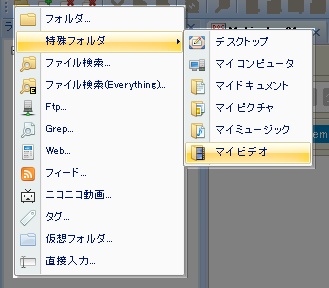 フォルダ...
特殊フォルダ
ファイル検索...
ファイル検索(Everything)...
Ftp...
Grep...
Web...
フィード...
ニコニコ動画...
タグ...
仮想フォルダ...
直接入力...
デスクトップ
マイコンピュータ
マイドキュメント
マイピクチャ
マイミュージック
マイビデオ